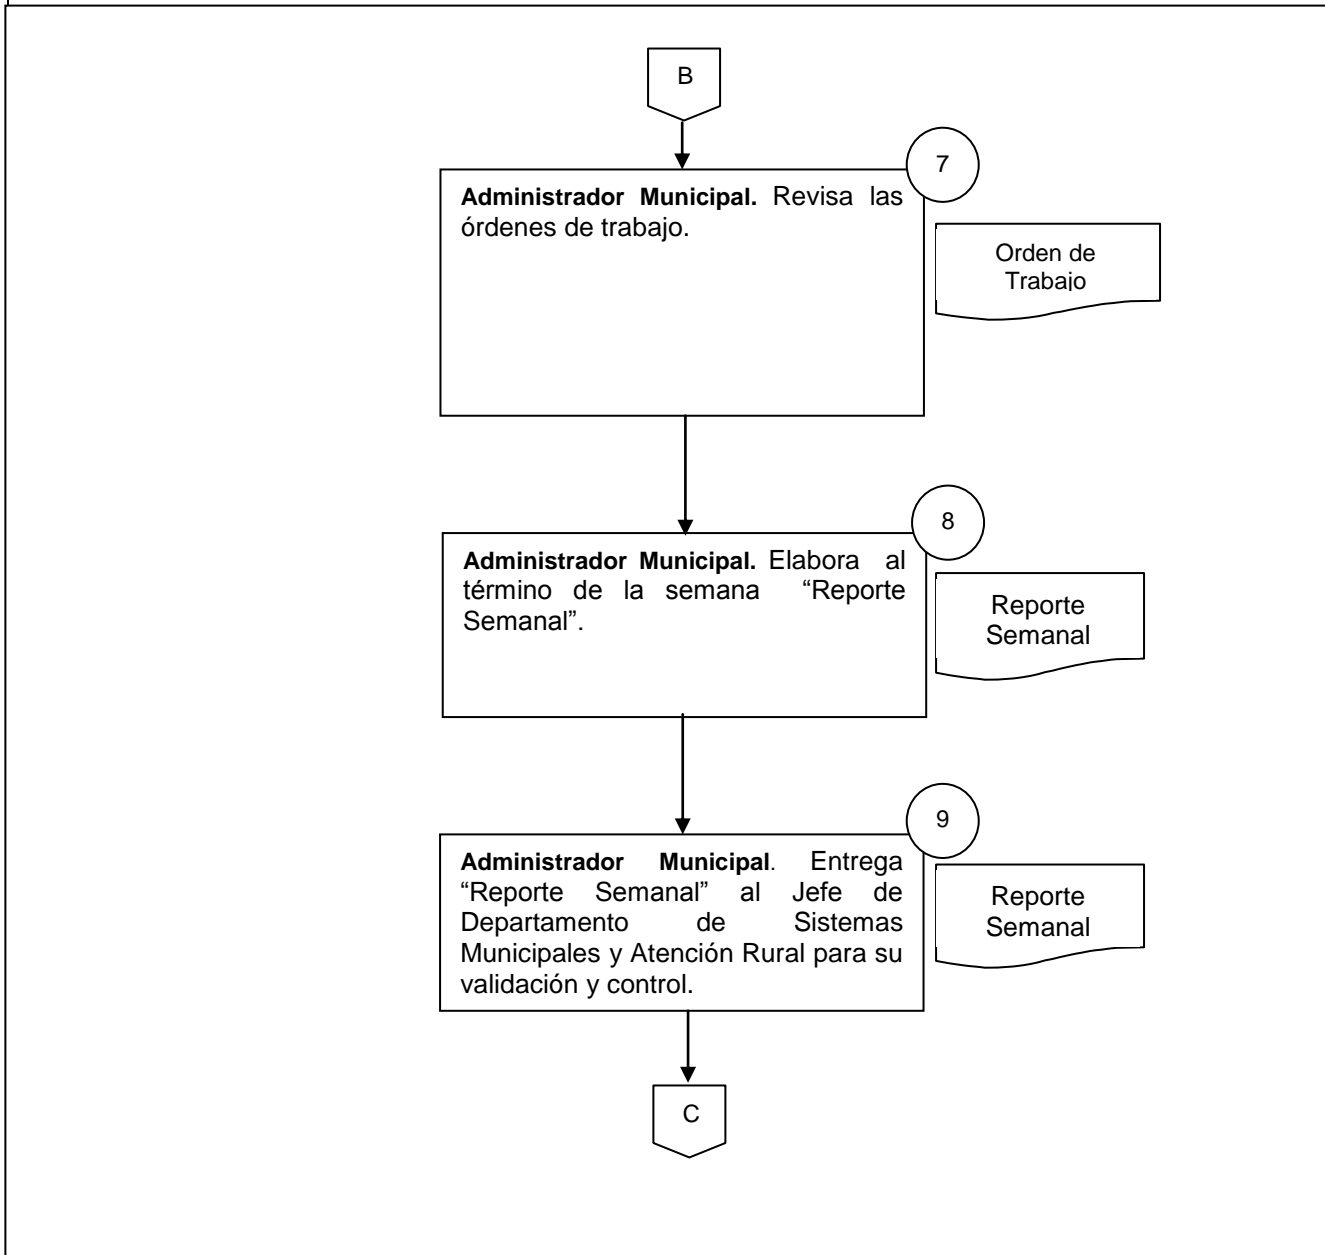 B
7
Administrador Municipal. Revisa las
órdenes de trabajo.
Orden de
Trabajo
8
Administrador Municipal. Elabora al
término de la semana “Reporte
Semanal”.
Reporte
Semanal
9
Administrador Municipal. Entrega
“Reporte Semanal” al Jefe de
Departamento de Sistemas
Municipales y Atención Rural para su
validación y control.
Reporte
Semanal
C